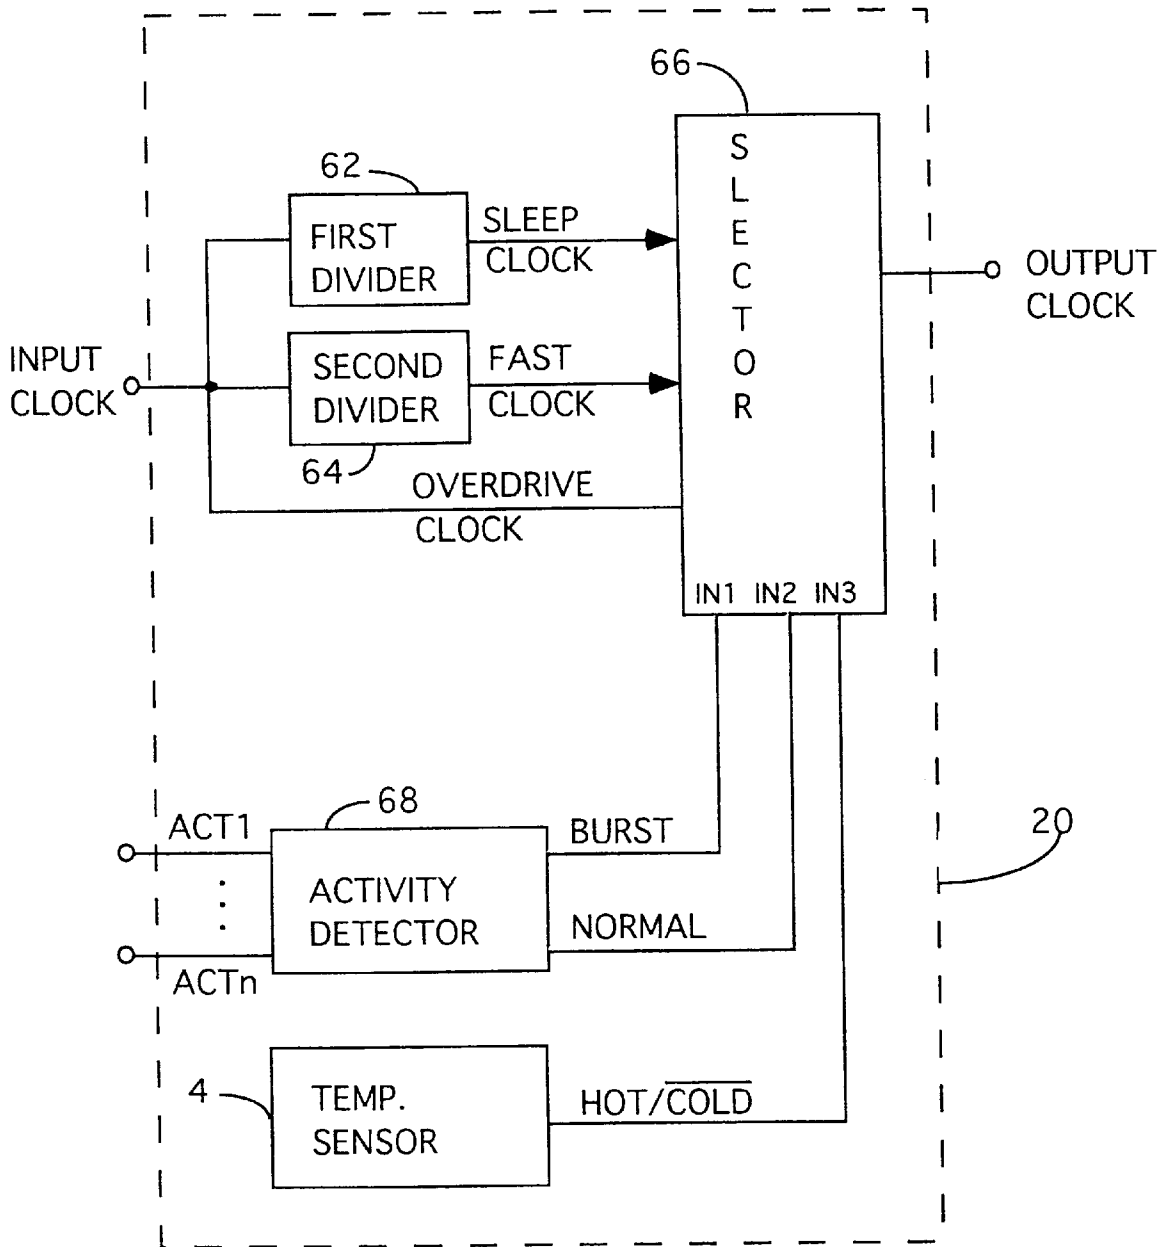 66
S
L
E
C
T
O
R
62
FIRST
DIVIDER
SLEEP
CLOCK
OUTPUT
CLOCK
INPUT
CLOCK
SECOND
DIVIDER
FAST
CLOCK
64
OVERDRIVE
CLOCK
IN1 IN2 IN3
68
ACT1
BURST
20
ACTIVITY
DETECTOR
NORMAL
ACTn
4
TEMP.
SENSOR
HOT/COLD